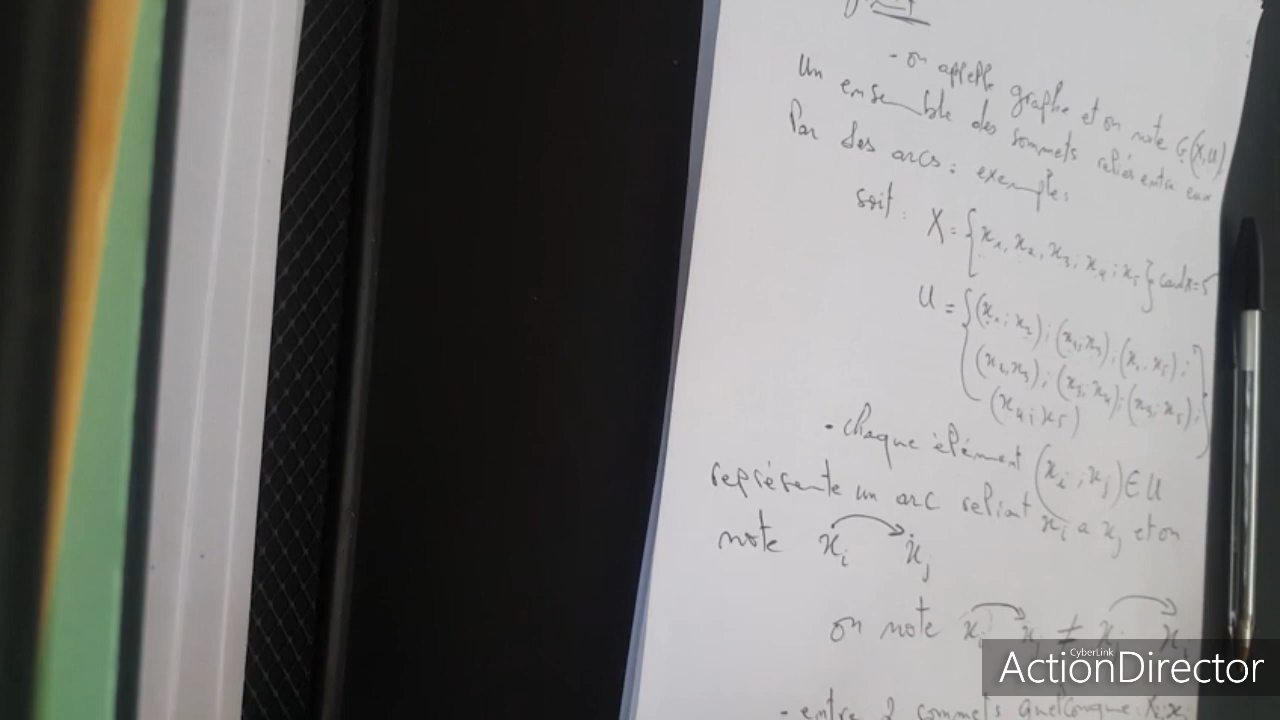 - on appelle graphe et on note G(X,U)
Un ensemble des sommets reliés entre eux
Par des arcs : exemple:
soit : X = {x₁, x₂, x₃; x₄; x₅} card X = 5
U = {(x₁; x₂); (x₁,x₃), (x₁, x₅);
(x₂,x₃); (x₃; x₄); (x₃; x₅);
(x₄; x₅)}
• chaque élément (xᵢ, xⱼ) ∈ U
représente un arc reliant xᵢ a xⱼ et on
note xᵢ xⱼ
on note xᵢ xⱼ ≠
- entre 2 sommets quelconque
CyberLink
ActionDirector